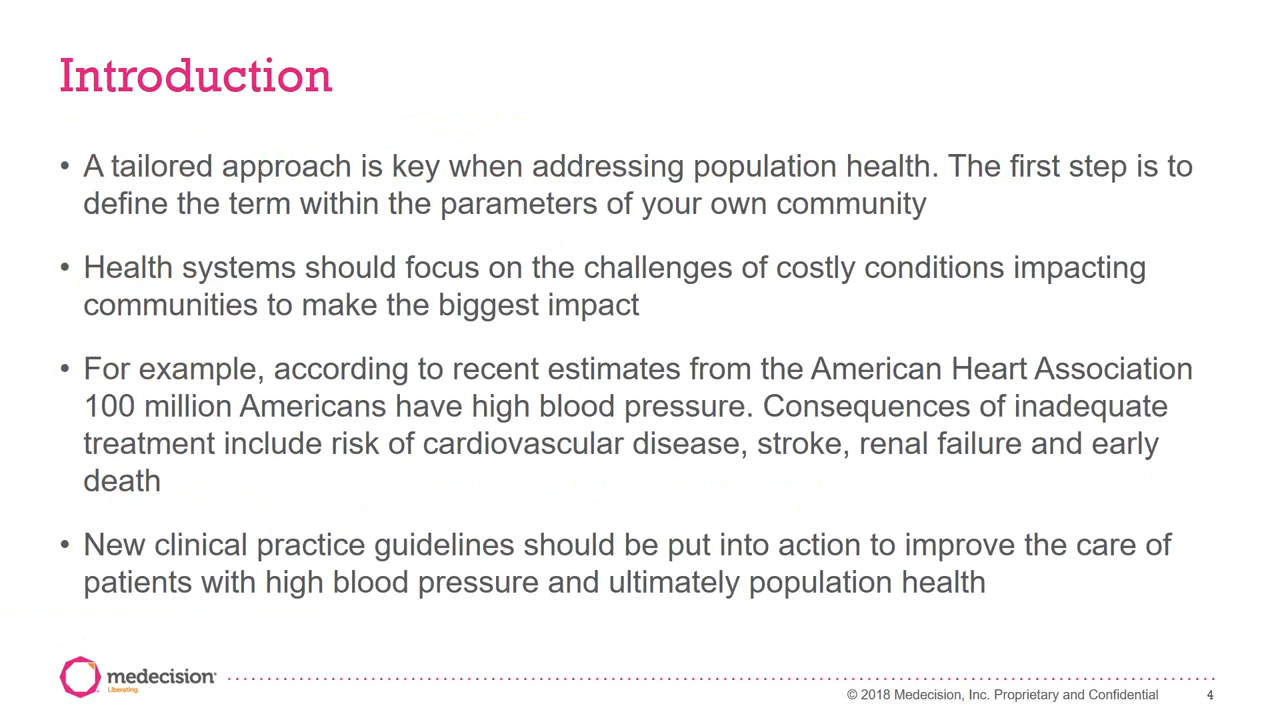 Introduction
• A tailored approach is key when addressing population health. The first step is to
define the term within the parameters of your own community
• Health systems should focus on the challenges of costly conditions impacting
communities to make the biggest impact
• For example, according to recent estimates from the American Heart Association
100 million Americans have high blood pressure. Consequences of inadequate
treatment include risk of cardiovascular disease, stroke, renal failure and early
death
• New clinical practice guidelines should be put into action to improve the care of
patients with high blood pressure and ultimately population health
medecision
Liberating.
© 2018 Medecision, Inc. Proprietary and Confidential 4